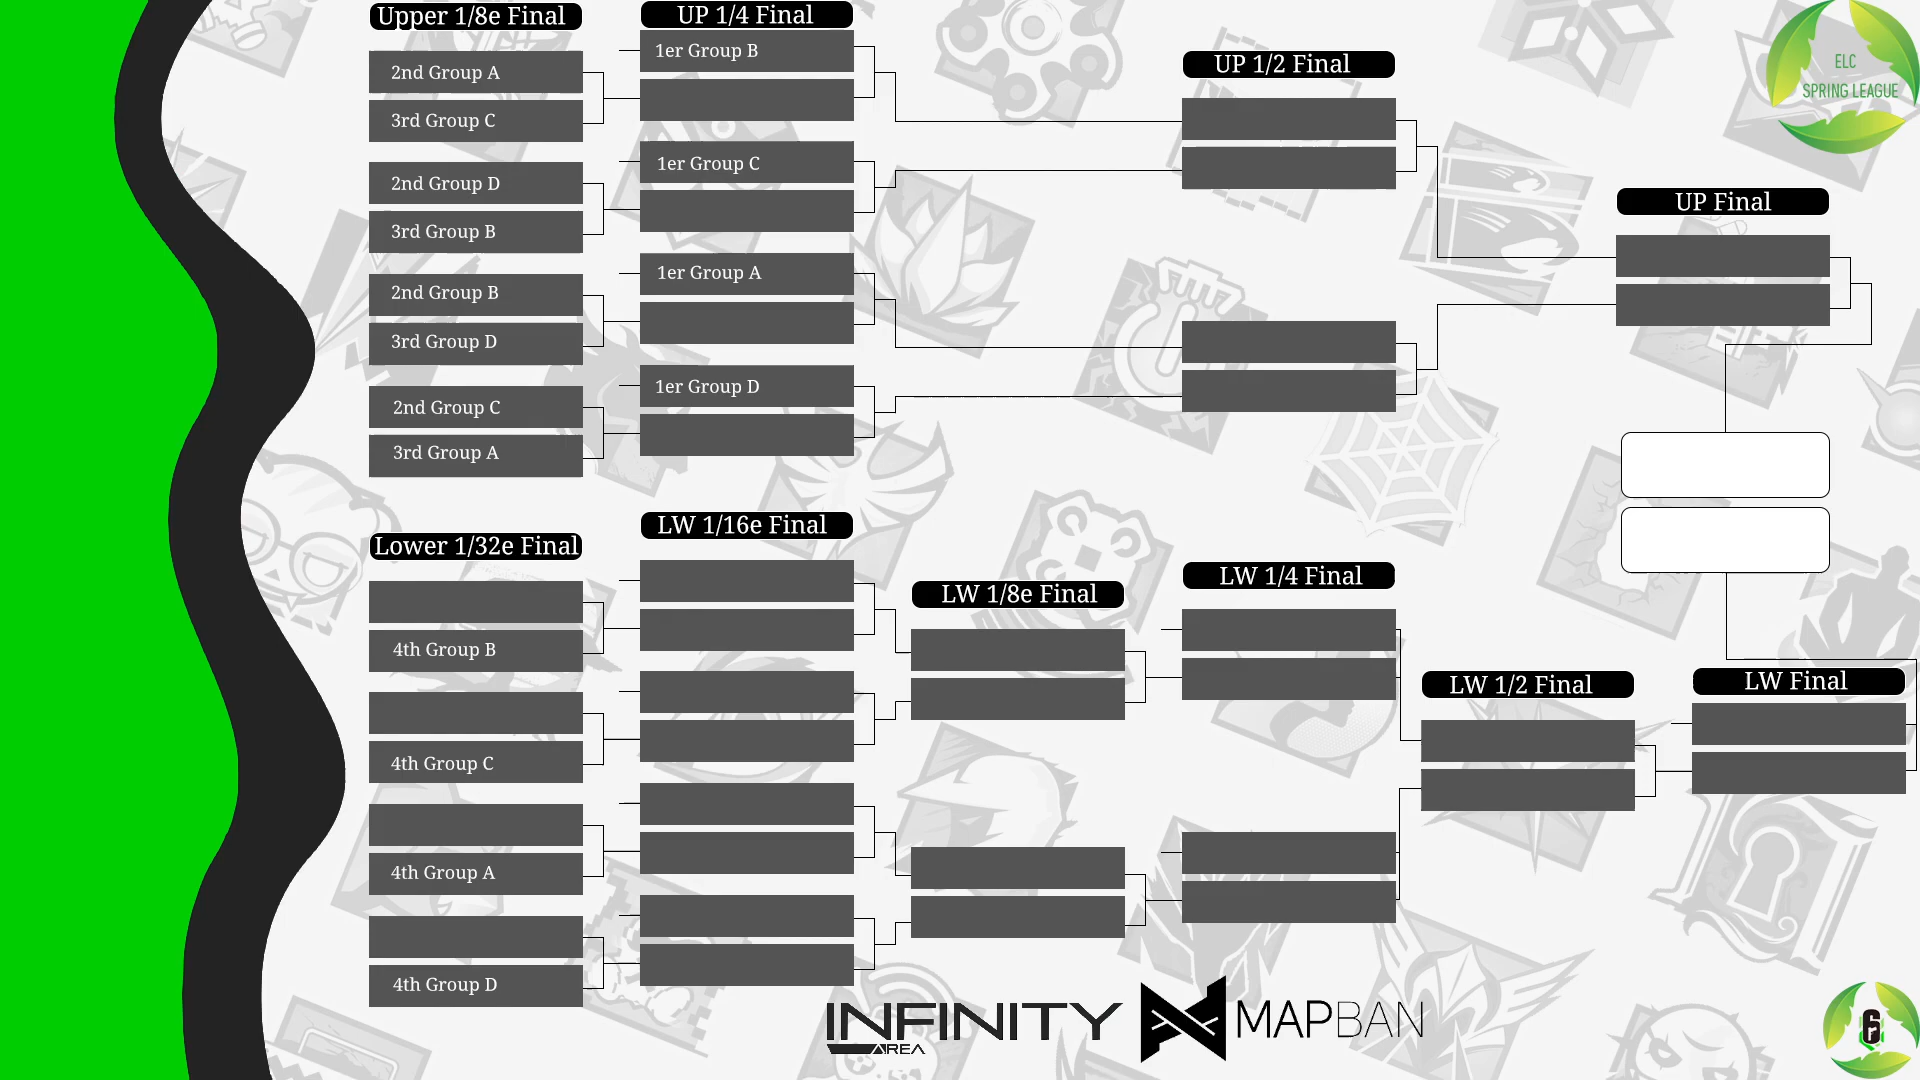 Upper 1/8e Final
2nd Group A
3rd Group C
2nd Group D
3rd Group B
2nd Group B
3rd Group D
2nd Group C
3rd Group A
UP 1/4 Final
1er Group B
1er Group C
1er Group A
1er Group D
UP 1/2 Final
UP Final
ELC
SPRING LEAGUE
Lower 1/32e Final
4th Group B
4th Group C
4th Group A
4th Group D
LW 1/16e Final
LW 1/8e Final
LW 1/4 Final
LW 1/2 Final
LW Final
INFINITY
AREA
MAPBAN
6